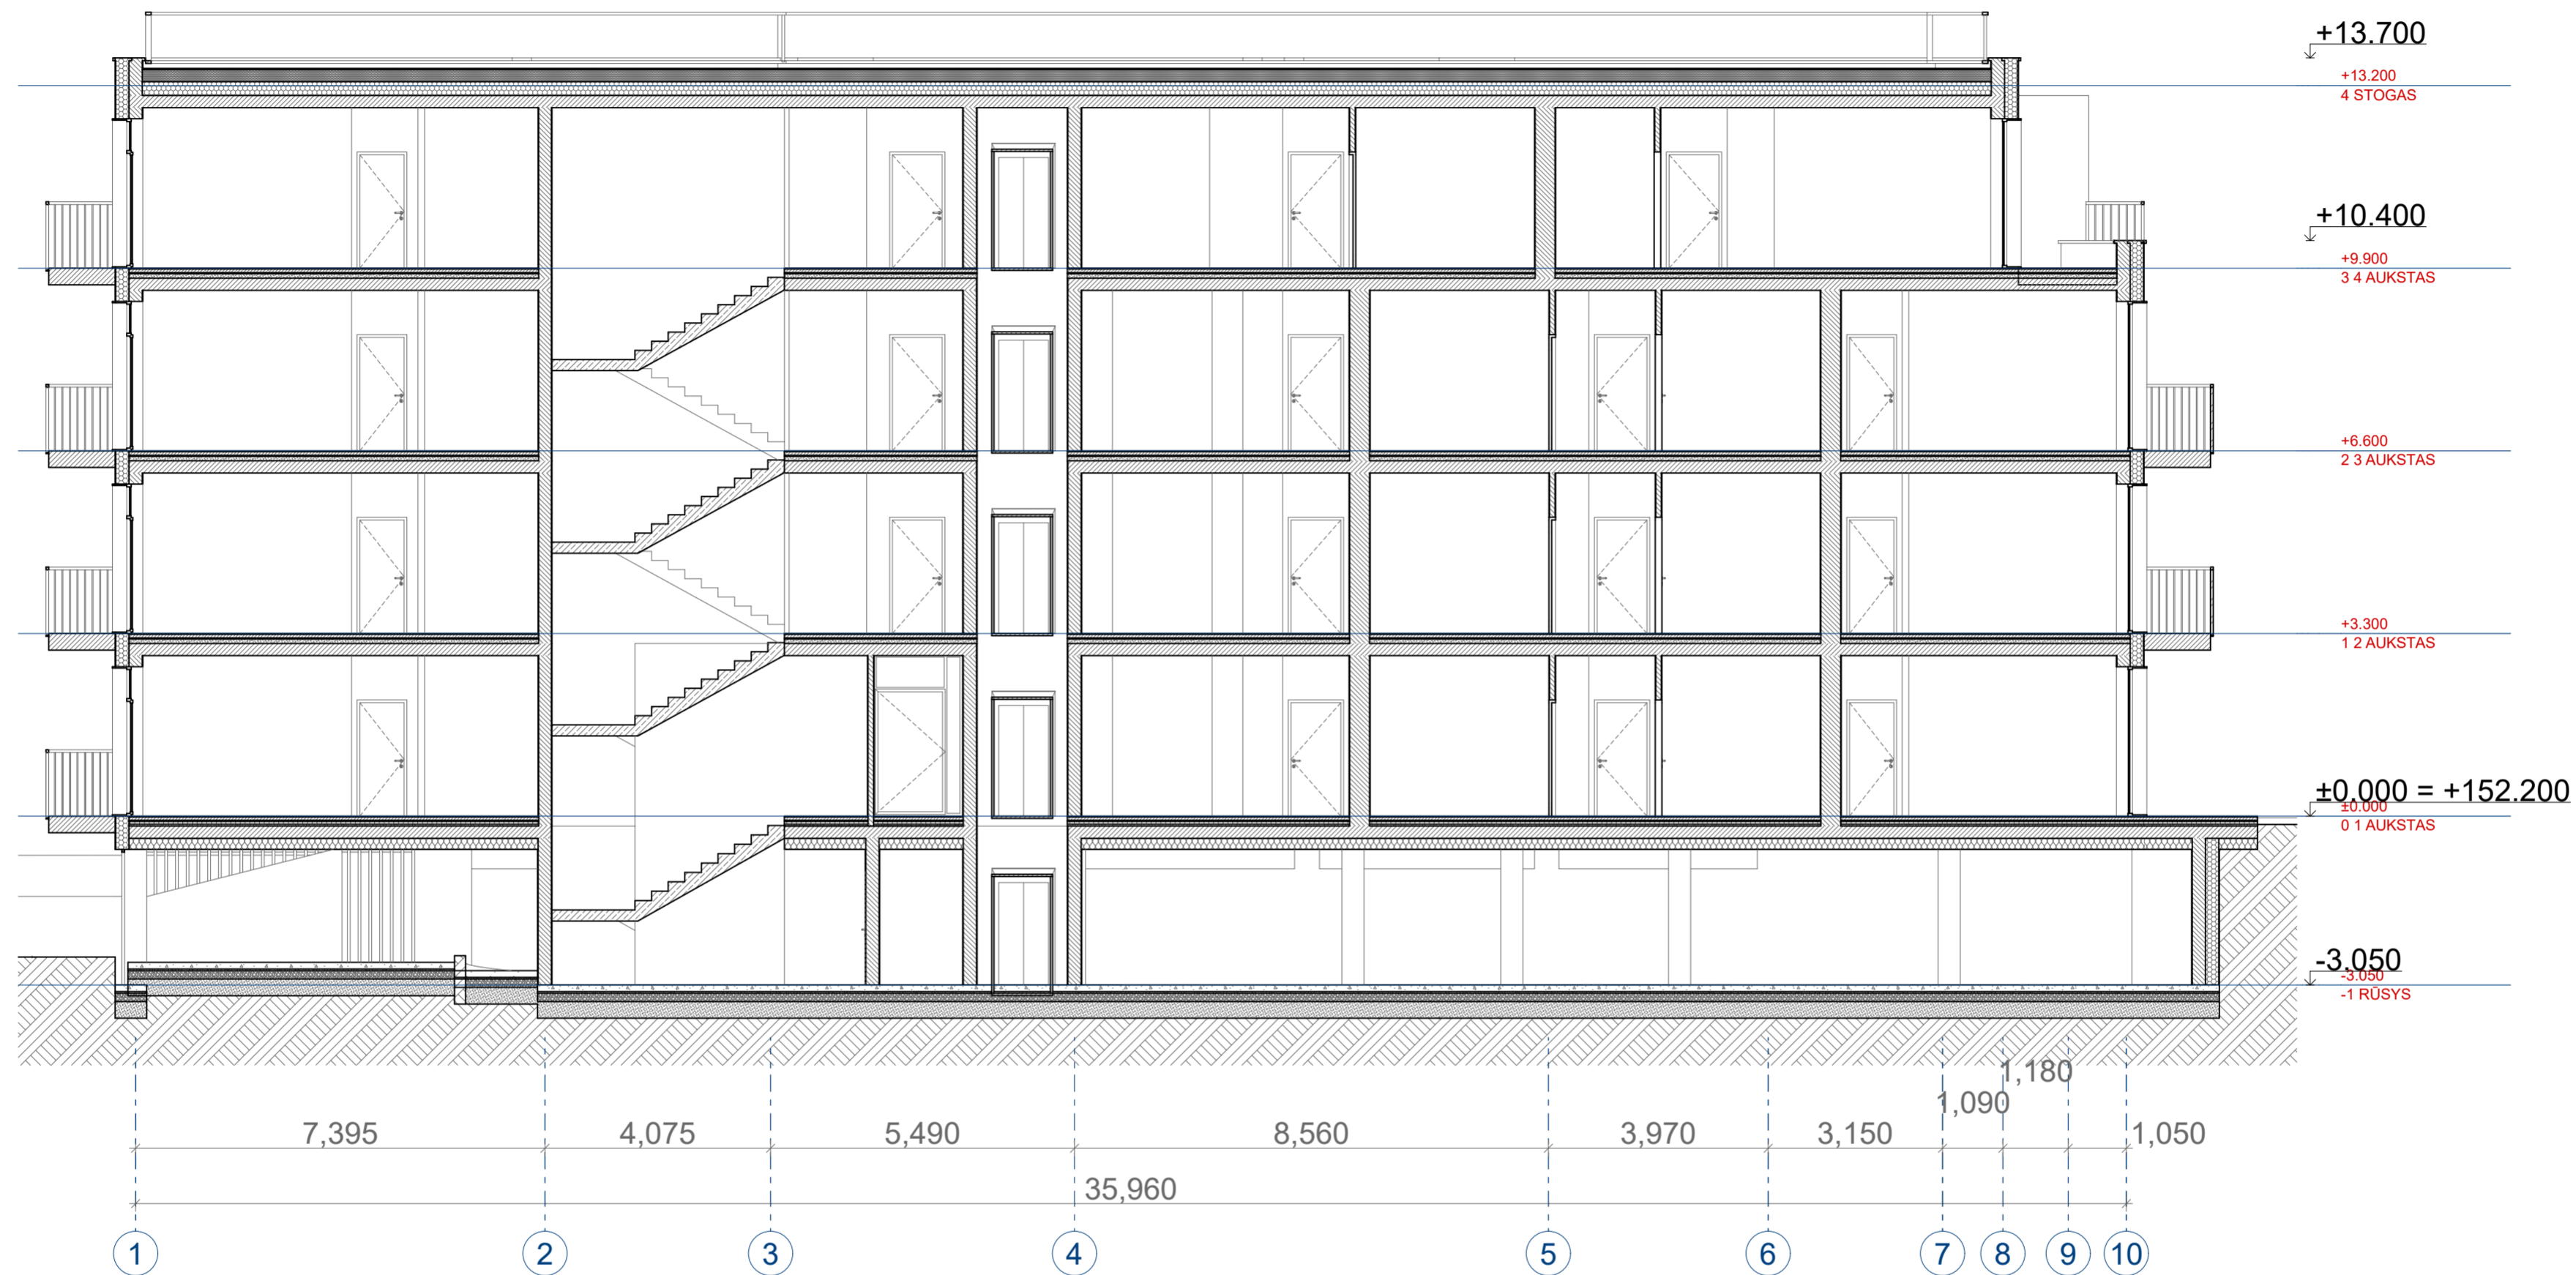 +13.700
+13.200
4 STOGAS
+10.400
+9.900
3 4 AUKSTAS
+6.600
2 3 AUKSTAS
+3.300
1 2 AUKSTAS
±0.000 = +152.200
±0.000
0 1 AUKSTAS
-3.050
-3.050
-1 RŪSYS
1,180
1,090
7,395 4,075 5,490 8,560 3,970 3,150 1,050
35,960
1 2 3 4 5 6 7 8 9 10